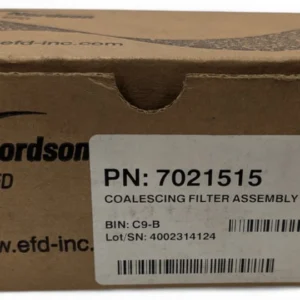 .efd-inc.com
ordson
FD
PN: 7021515
COALESCING FILTER ASSEMBLY
BIN: C9-B
Lot/SN: 4002314124
w.efd-inc.